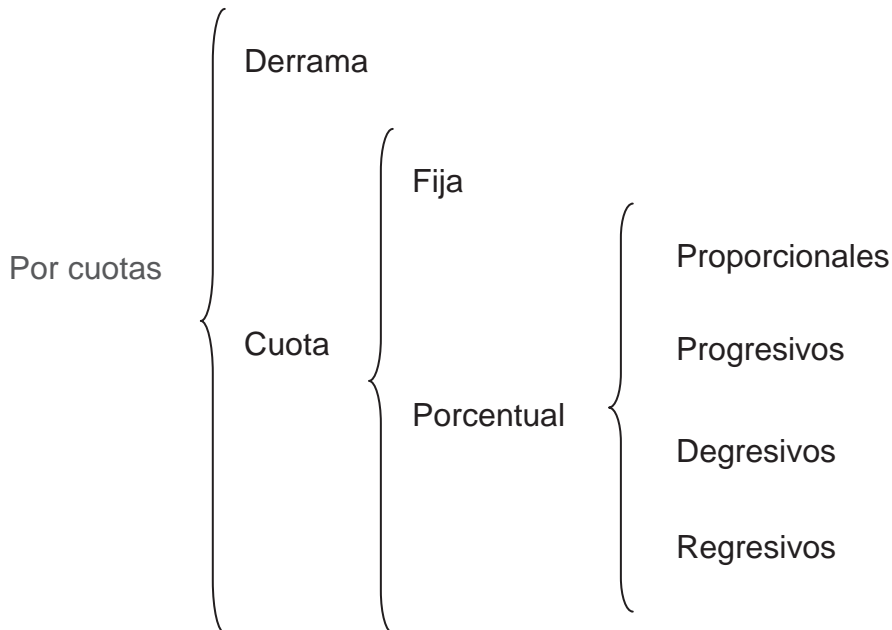 Derrama
Fija
Proporcionales
Por cuotas
Cuota
Progresivos
Porcentual
Degresivos
Regresivos